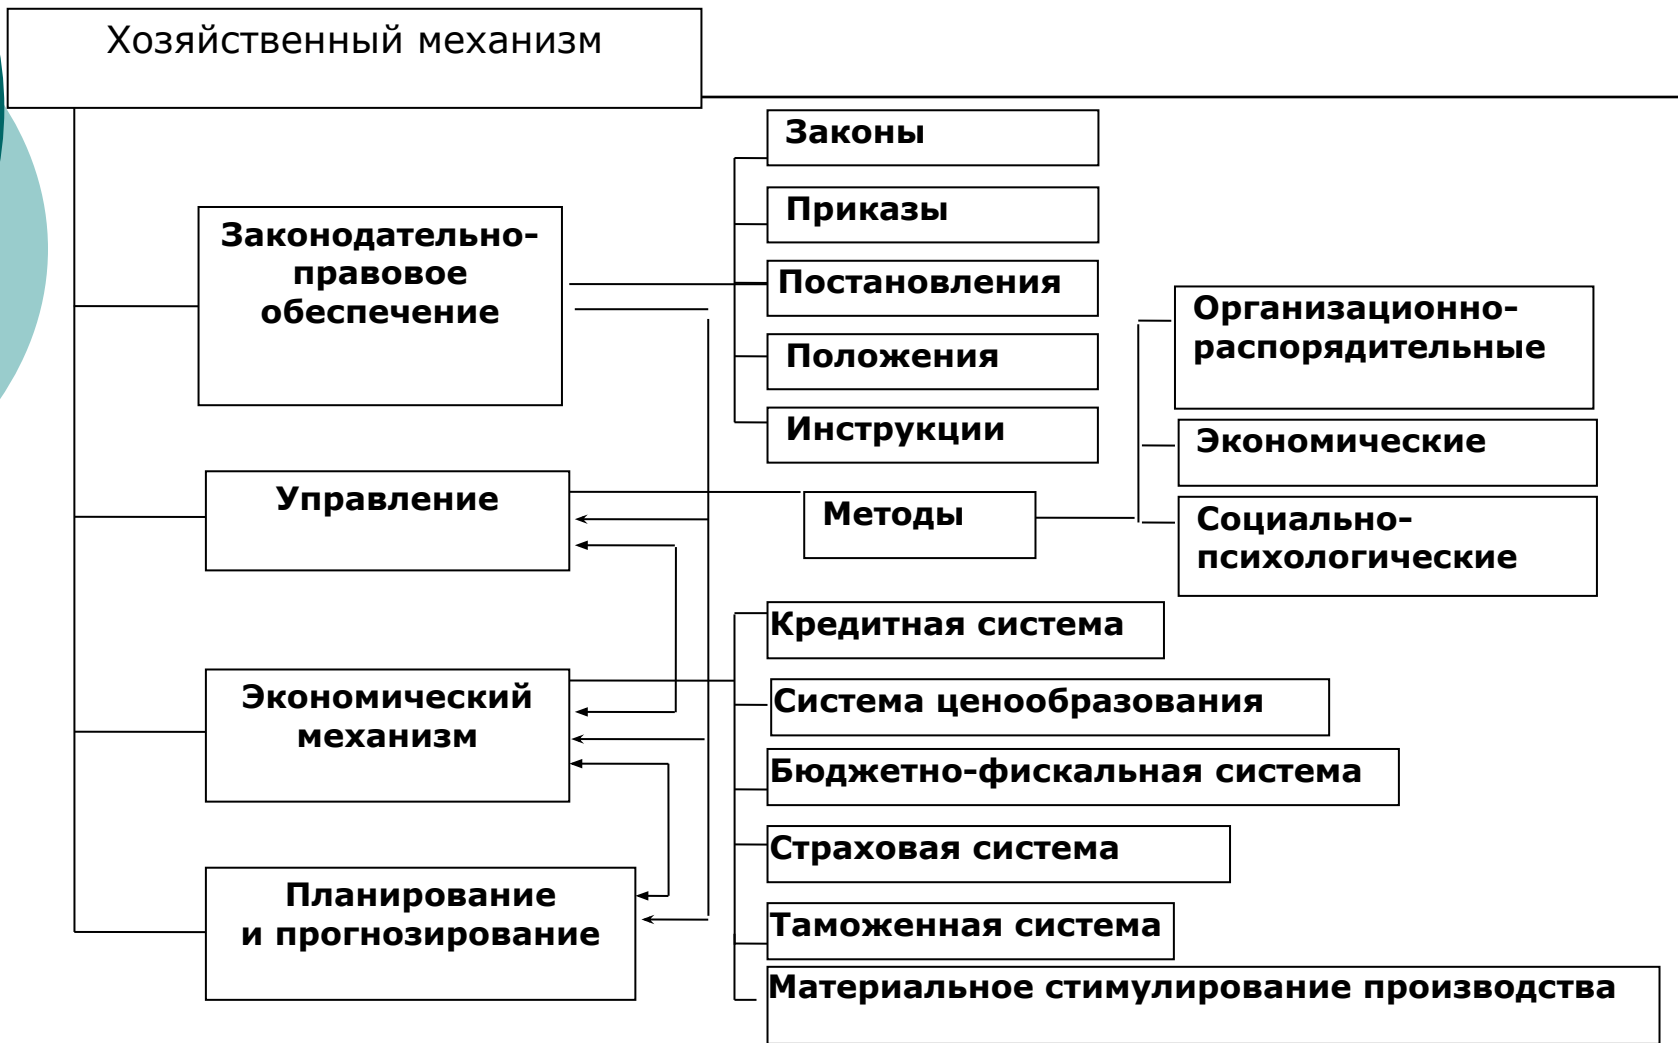 Хозяйственный механизм
Законодательно-
правовое
обеспечение
Законы
Приказы
Постановления
Положения
Инструкции
Управление
Методы
Организационно-
распорядительные
Экономические
Социально-
психологические
Экономический
механизм
Кредитная система
Система ценообразования
Бюджетно-фискальная система
Страховая система
Таможенная система
Материальное стимулирование производства
Планирование
и прогнозирование